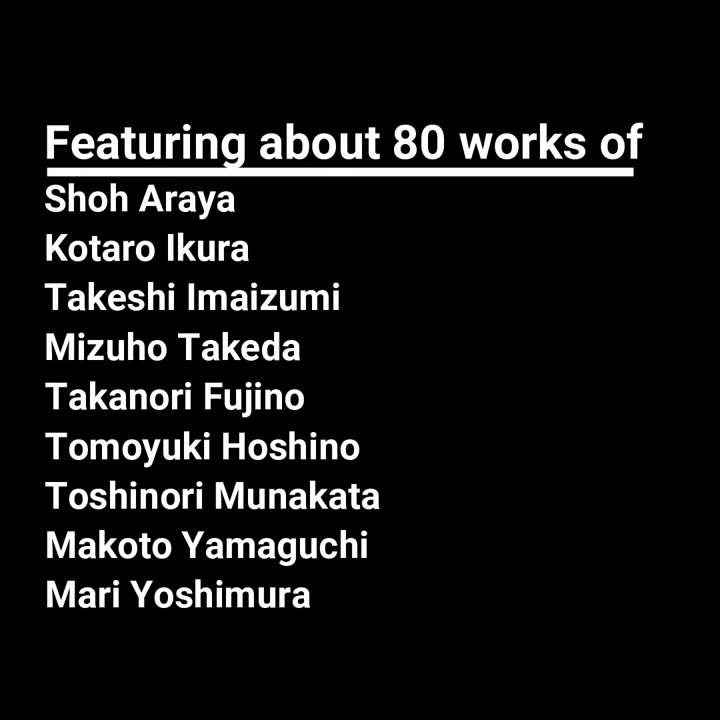 Featuring about 80 works of
Shoh Araya
Kotaro Ikura
Takeshi Imaizumi
Mizuho Takeda
Takanori Fujino
Tomoyuki Hoshino
Toshinori Munakata
Makoto Yamaguchi
Mari Yoshimura